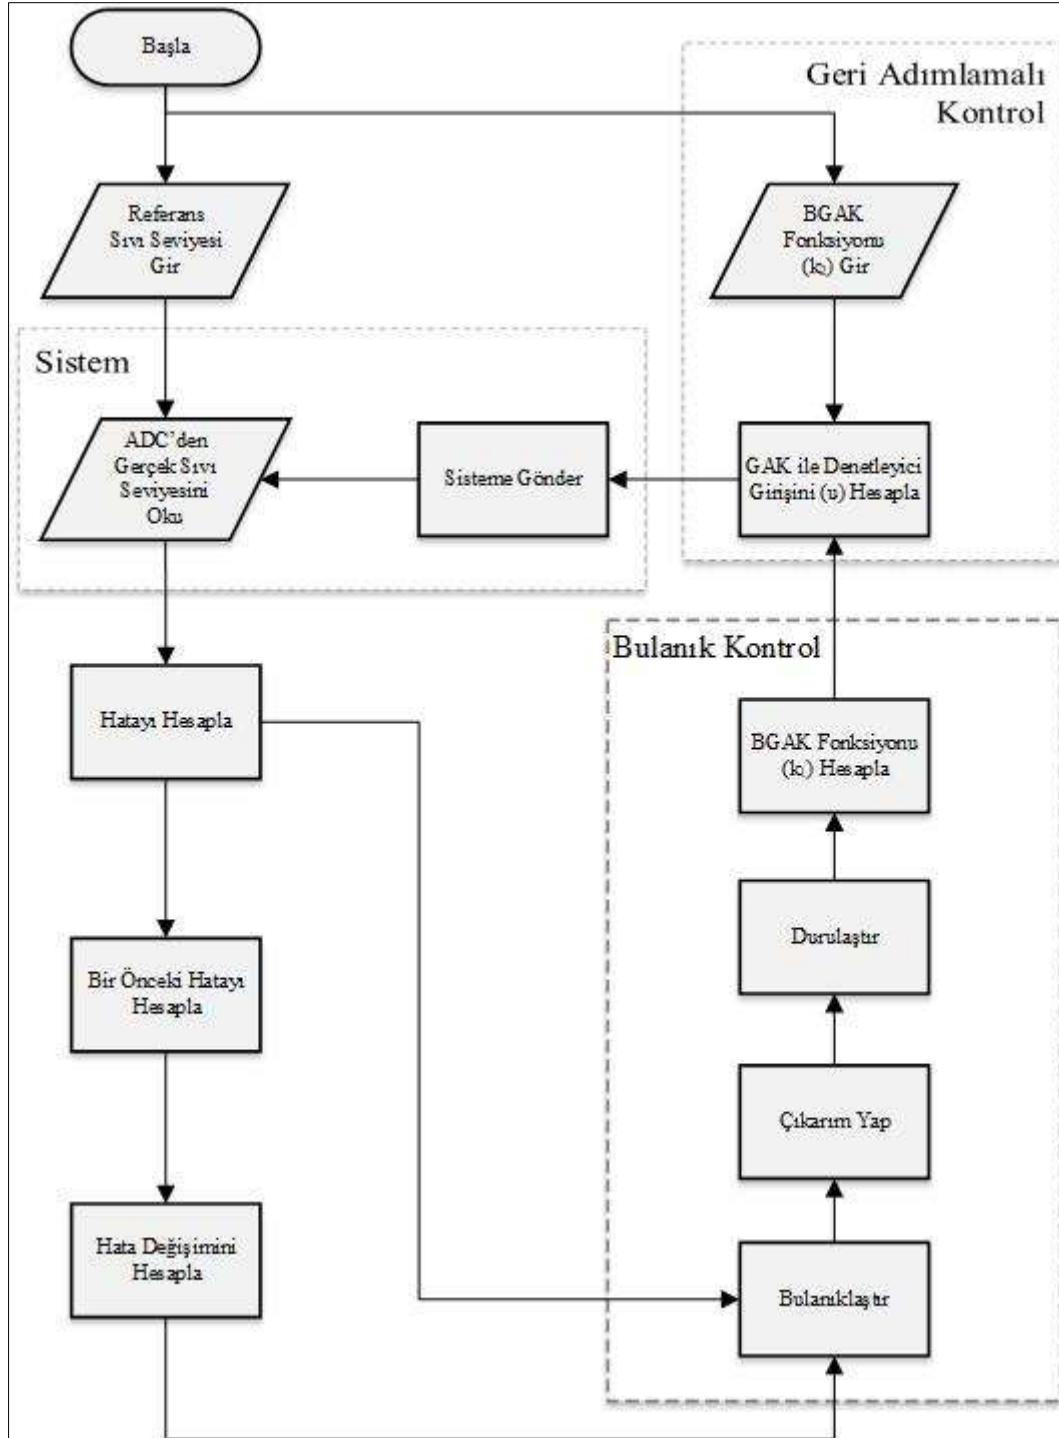 Başla
Geri Adımlamalı
Kontrol
Referans
Sıvı Seviyesi
Gir
BGAK
Fonksiyonu
(k₂) Gir
Sistem
ADC'den
Gerçek Sıvı
Seviyesini
Oku
Sisteme Gönder
GAK ile Denetleyici
Girişini (u) Hesapla
Bulanık Kontrol
Hatayı Hesapla
BGAK Fonksiyonu
(k₁) Hesapla
Durulaştır
Bir Önceki Hatayı
Hesapla
Çıkarım Yap
Hata Değişimini
Hesapla
Bulanıklaştır